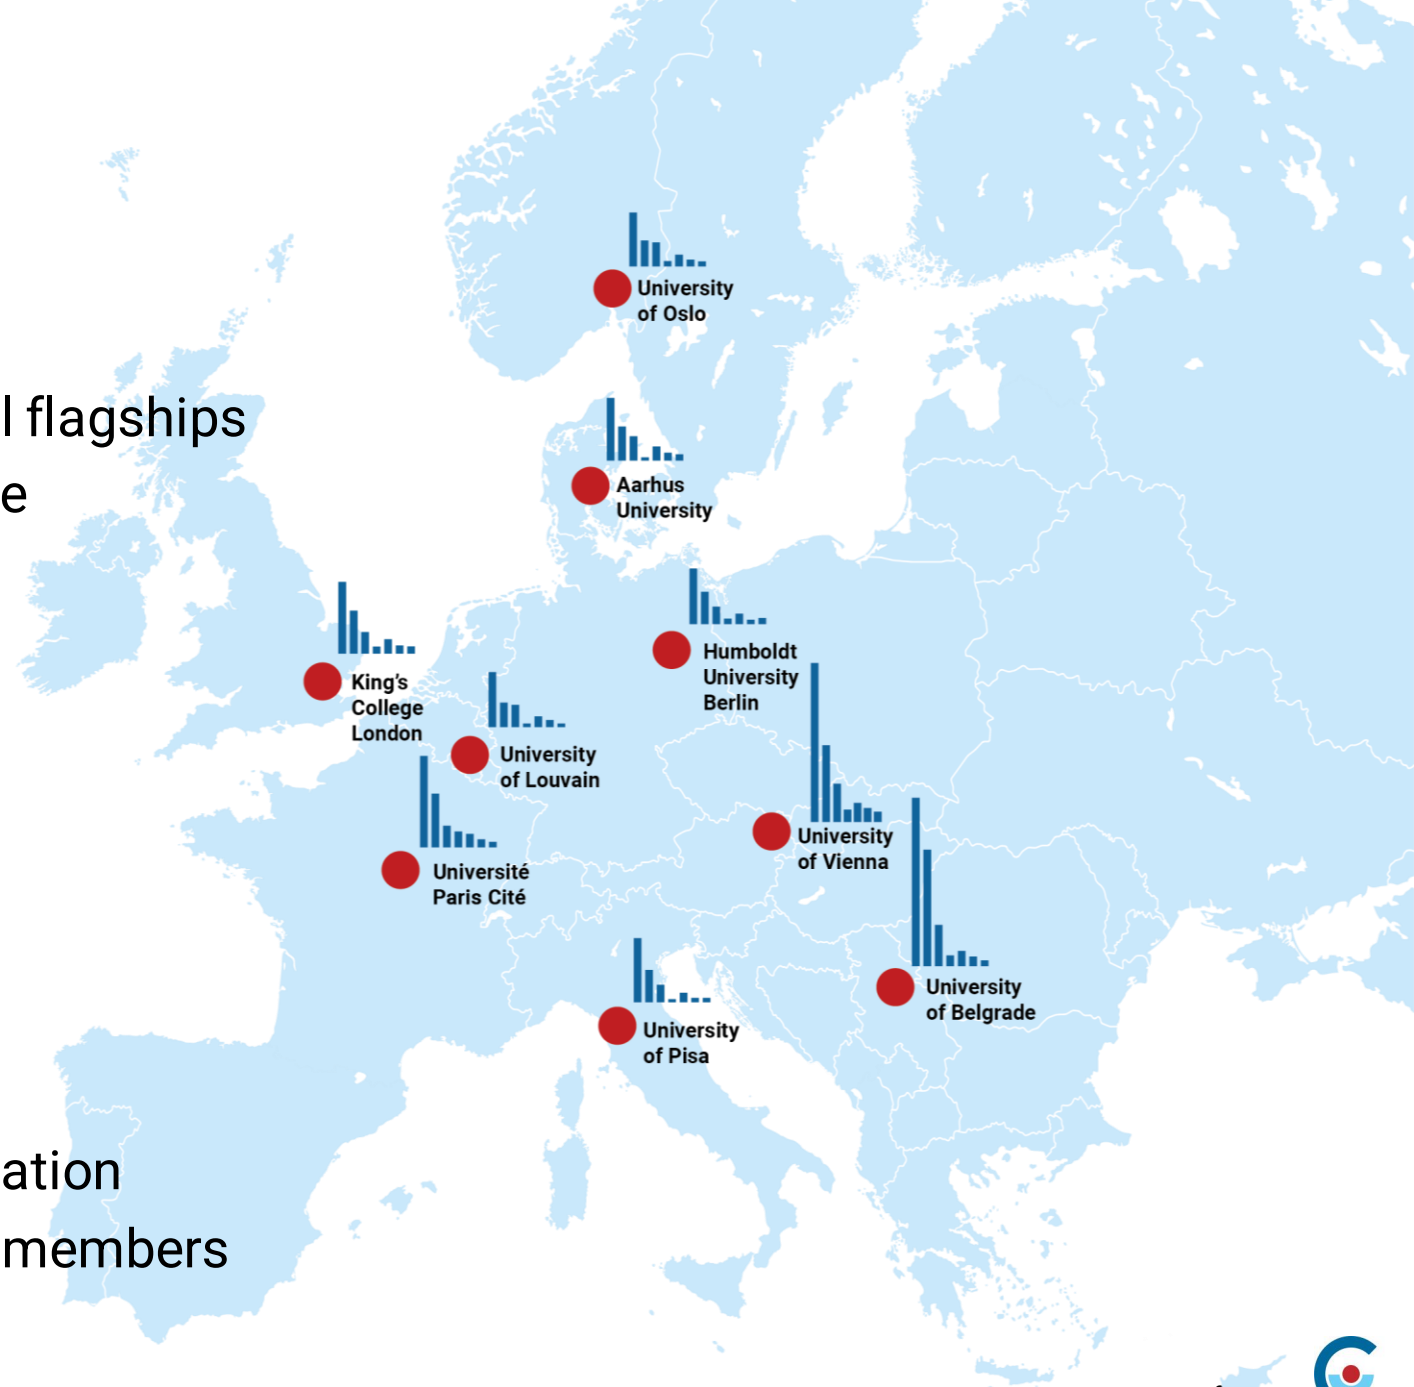 University
of Oslo
l flagships
e
Aarhus
University
King's
College
London
Humboldt
University
Berlin
University
of Louvain
University
of Vienna
Université
Paris Cité
University
of Belgrade
University
of Pisa
ation
members